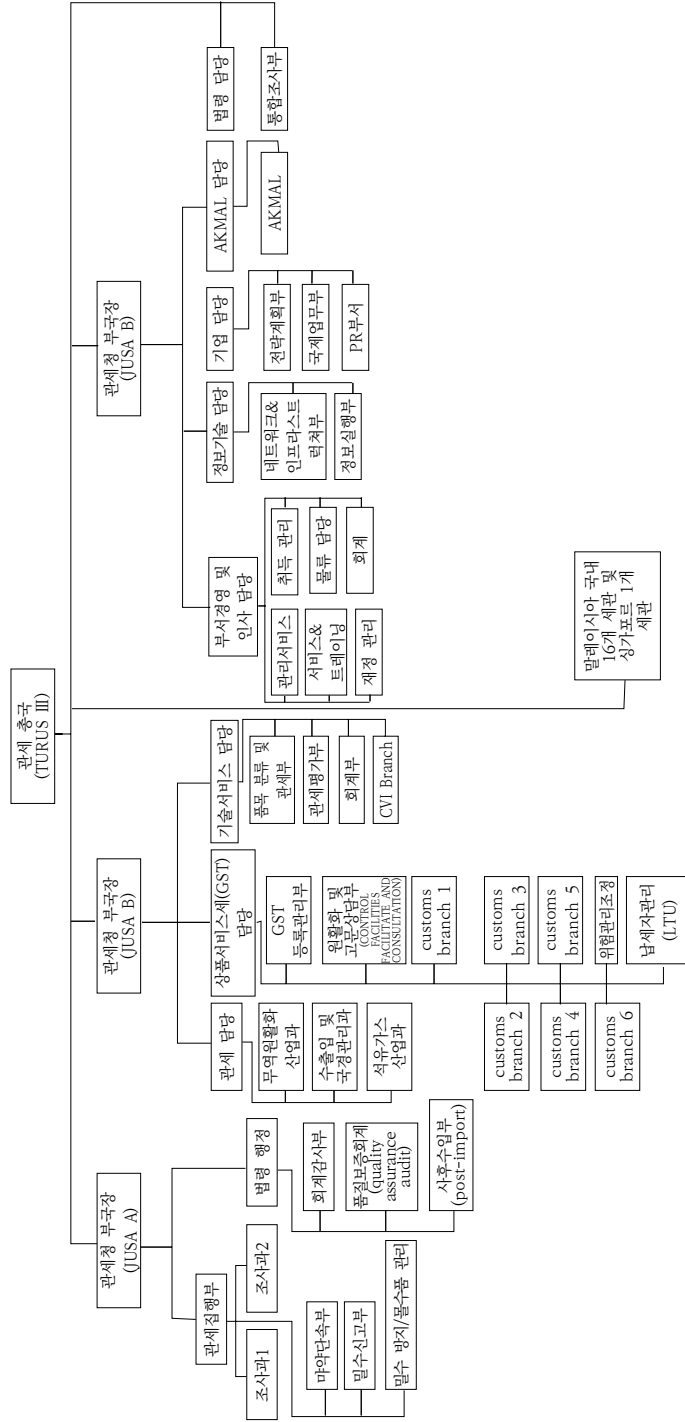 관세 총국
(TURUS III)
관세청 부국장
(JUSA A)
관세집행부
조사과1
조사과2
마약단속부
밀수신고부
밀수 방지/몰수품 관리
법령 행정
회계감사부
품질보증회계
(quality
assurance
audit)
사후수입부
(post-import)
관세청 부국장
(JUSA B)
관세 담당
무역원활화
산업과
수출입 및
국경관리과
석유가스
산업과
상품서비스세(GST)
담당
GST
등록관리부
원활화 및
고문·상담부
(CONTROL
FACILITIES
FACILITATE AND
CONSULTATION)
customs
branch 1
customs
branch 2
customs
branch 3
customs
branch 4
customs
branch 5
customs
branch 6
위험관리조정
납세자관리
(LTU)
기술서비스 담당
품목 분류 및
관세부
관세평가부
회계부
CVI Branch
말레이시아 국내
16개 세관 및
싱가포르 1개
세관
관세청 부국장
(JUSA B)
부서경영 및
인사 담당
관리서비스
서비스&
트레이닝
재정 관리
취득 관리
물류 담당
회계
정보기술 담당
네트워크&
인프라스트
럭쳐부
정보실행부
기업 담당
전략계획부
국제업무부
PR부서
AKMAL 담당
AKMAL
법령 담당
통합조사부